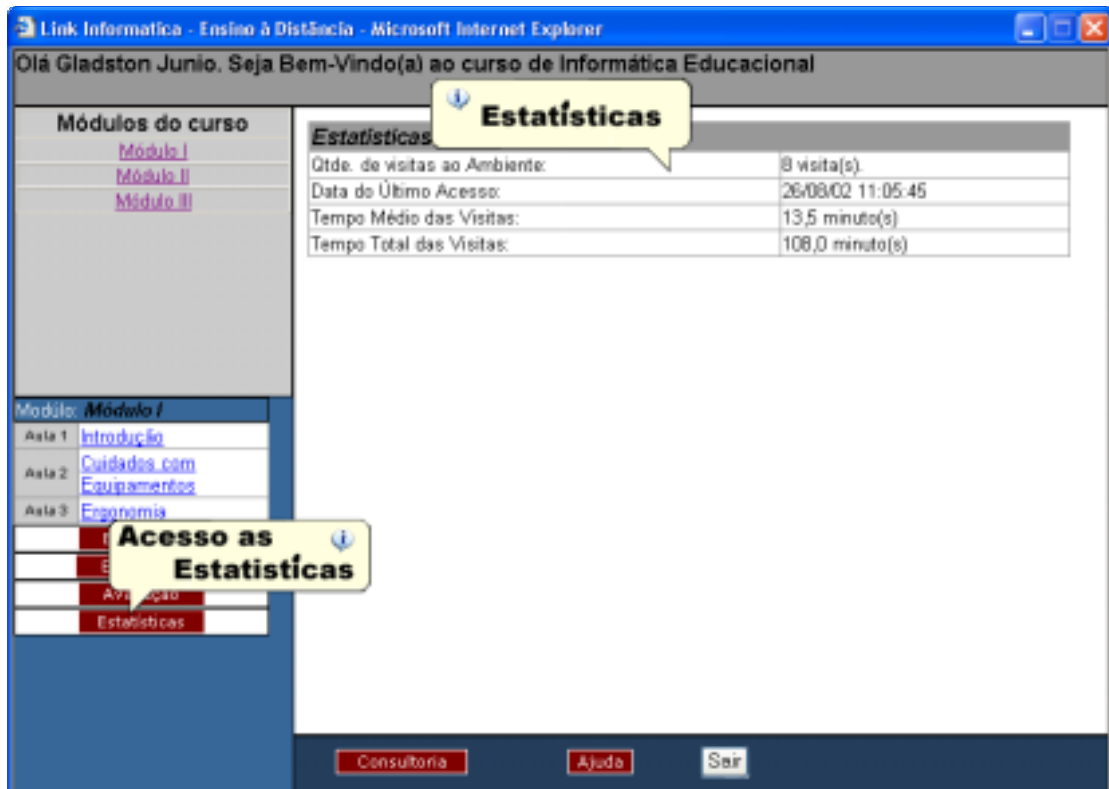 Link Informatica - Ensino à Distância - Microsoft Internet Explorer
Olá Gladston Junio. Seja Bem-Vindo(a) ao curso de Informática Educacional
Módulos do curso
Módulo I
Módulo II
Módulo III
Estatísticas
Estatísticas
Qtde. de visitas ao Ambiente: 8 visita(s).
Data do Último Acesso: 26/08/02 11:05:45
Tempo Médio das Visitas: 13,5 minuto(s)
Tempo Total das Visitas: 108,0 minuto(s)
Modúlo: Módulo I
Aula 1 Introdução
Aula 2 Cuidados com
Equipamentos
Aula 3 Ergonomia
Acesso as
Estatistícas
Estatísticas
Consultoria Ajuda Sair